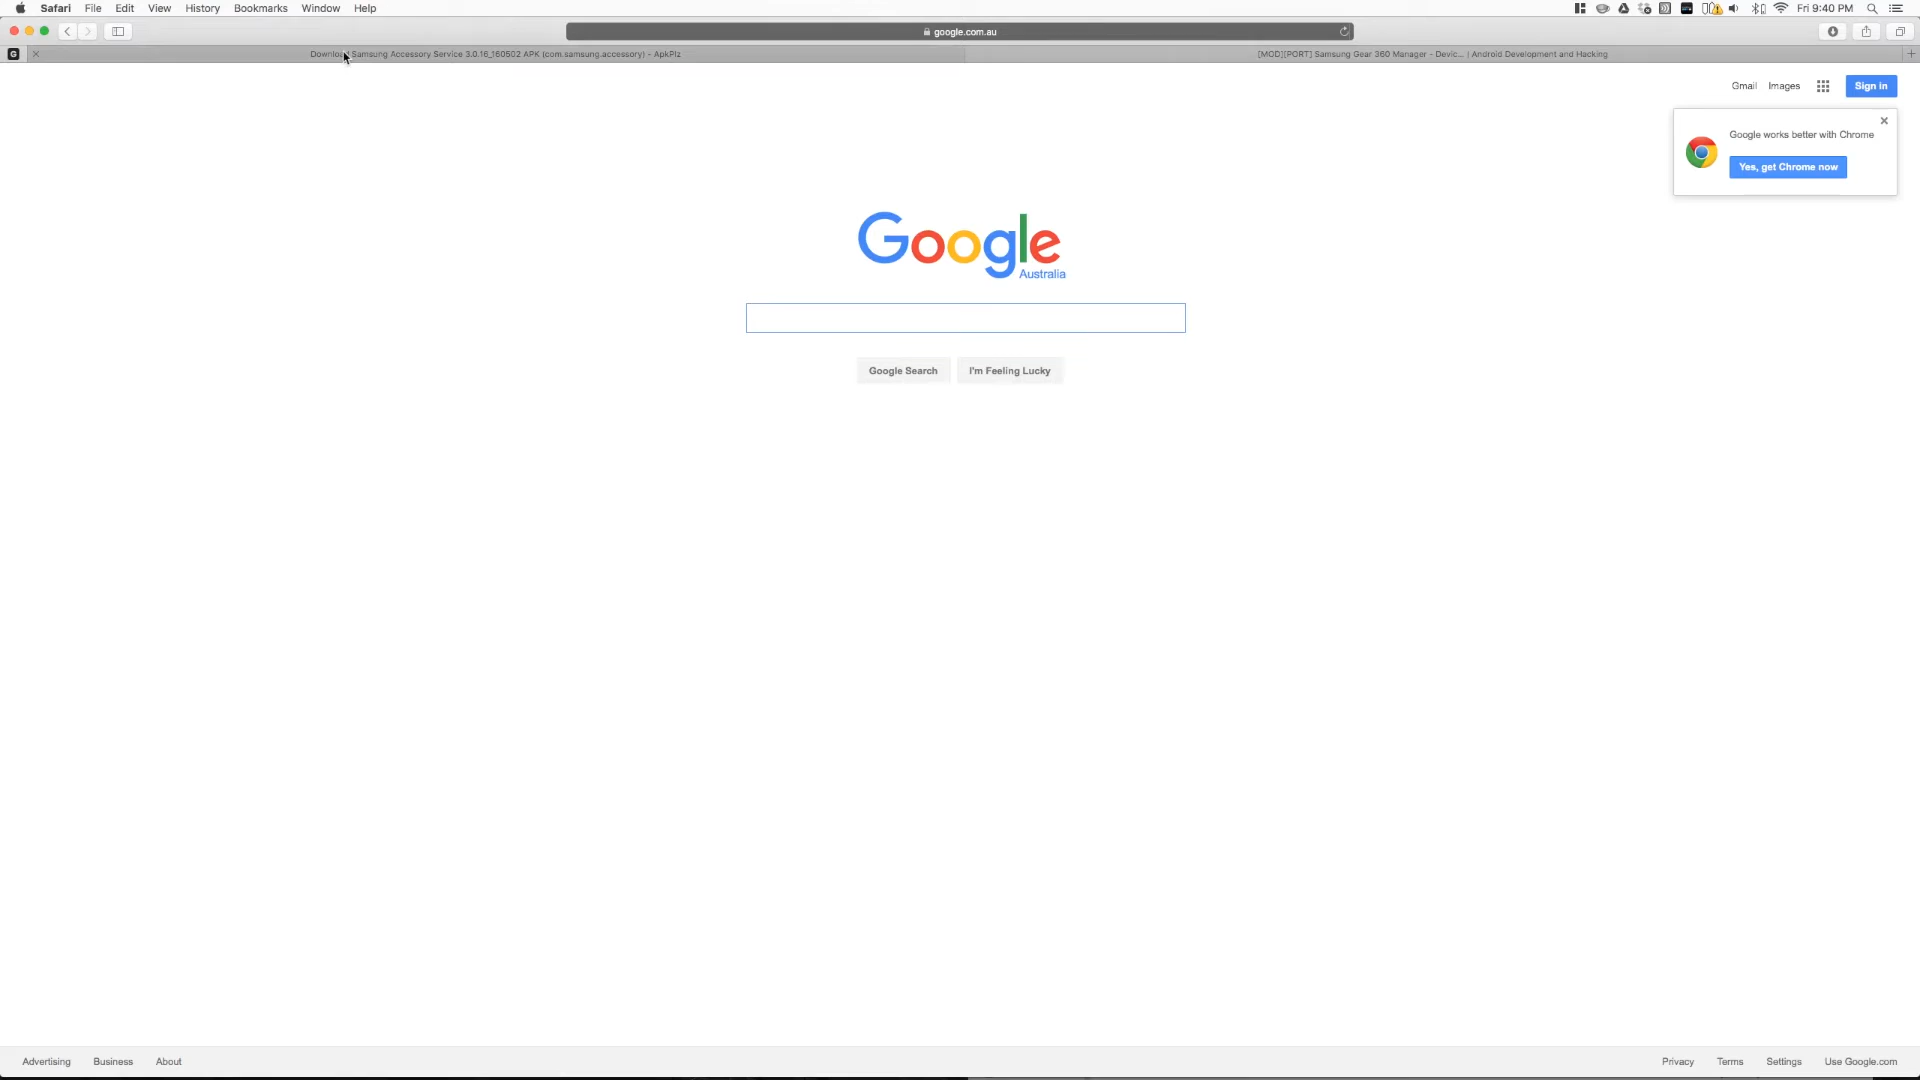 Safari File Edit View History Bookmarks Window Help
Fri 9:40 PM
google.com.au
G
Download Samsung Accessory Service 3.0.16_160502 APK (com.samsung.accessory) - ApkPlz
[MOD][PORT] Samsung Gear 360 Manager - Devic... | Android Development and Hacking
Gmail Images Sign in
Google works better with Chrome
Yes, get Chrome now
Google
Australia
Google Search I'm Feeling Lucky
Advertising Business About
Privacy Terms Settings Use Google.com